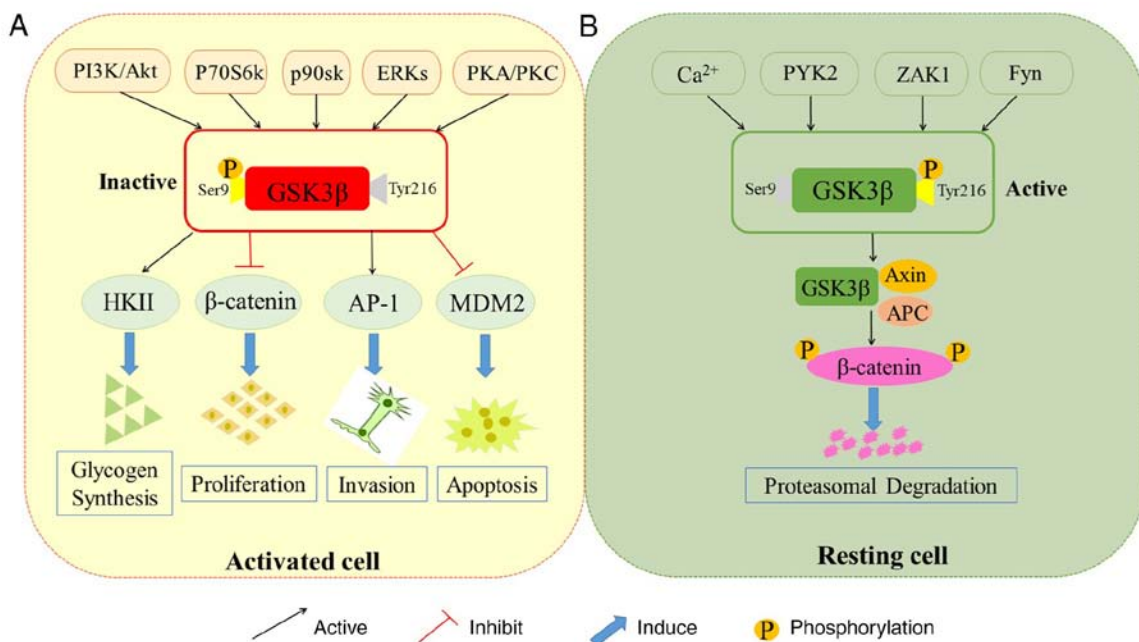 A
PI3K/Akt
P70S6k
p90sk
ERKs
PKA/PKC
Inactive
P
Ser9
GSK3β
Tyr216
HKII
β-catenin
AP-1
MDM2
Glycogen
Synthesis
Proliferation
Invasion
Apoptosis
Activated cell
B
Ca²⁺
PYK2
ZAK1
Fyn
P
Ser9
GSK3β
Tyr216
Active
GSK3β
Axin
APC
P
β-catenin
P
Proteasomal Degradation
Resting cell
Active
Inhibit
Induce
P Phosphorylation